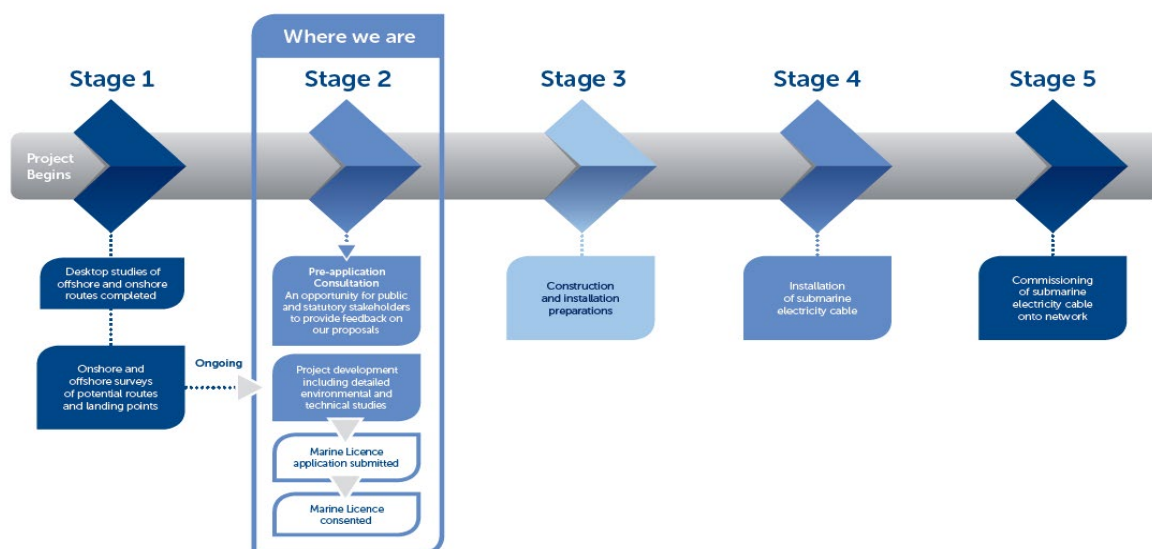 Where we are
Stage 1
Stage 2
Stage 3
Stage 4
Stage 5
Project
Begins
Desktop studies of
offshore and onshore
routes completed
Onshore and
offshore surveys
of potential routes
and landing points
Ongoing
Pre-application
Consultation
An opportunity for public
and statutory stakeholders
to provide feedback on
our proposals
Project development
including detailed
environmental and
technical studies
Marine Licence
application submitted
Marine Licence
consented
Construction
and installation
preparations
Installation
of submarine
electricity cable
Commissioning
of submarine
electricity cable
onto network